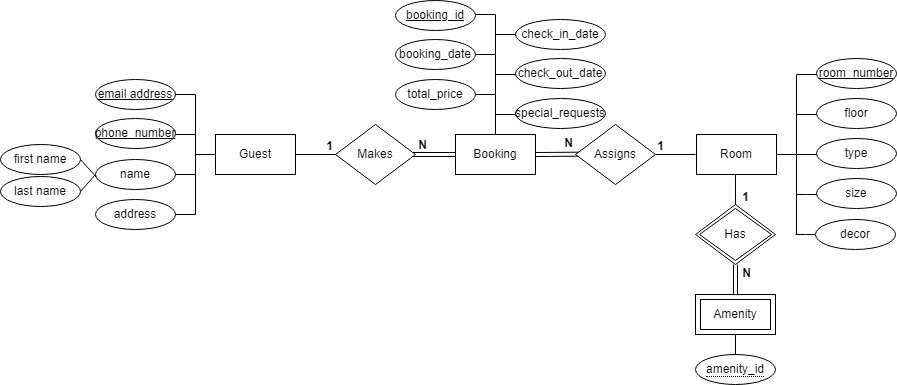 booking_id
check_in_date
booking_date
check_out_date
total_price
special_requests
email address
phone_number
first name
name
last name
address
Guest
1
Makes
N
Booking
N
Assigns
1
Room
room_number
floor
type
size
decor
1
Has
N
Amenity
amenity_id